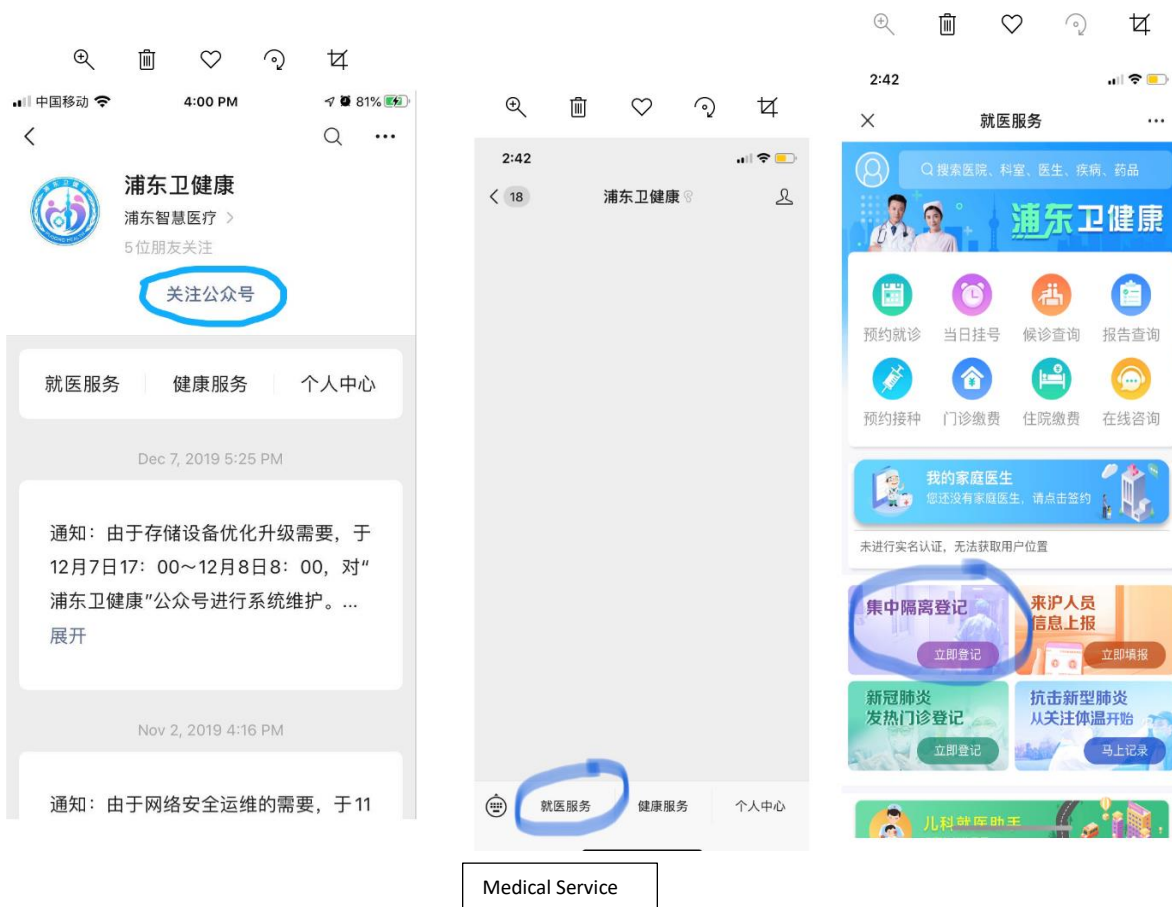 中国移动
4:00 PM
81%
浦东卫健康
浦东智慧医疗
5位朋友关注
关注公众号
就医服务
健康服务
个人中心
Dec 7, 2019 5:25 PM
通知：由于存储设备优化升级需要，于
12月7日17：00～12月8日8：00，对“
浦东卫健康”公众号进行系统维护。...
展开
Nov 2, 2019 4:16 PM
通知：由于网络安全运维的需要，于11
2:42
18
浦东卫健康
就医服务
健康服务
个人中心
Medical Service
2:42
就医服务
搜索医院、科室、医生、疾病、药品
浦东卫健康
预约就诊
当日挂号
候诊查询
报告查询
预约接种
门诊缴费
住院缴费
在线咨询
我的家庭医生
您还没有家庭医生，请点击签约
未进行实名认证，无法获取用户位置
集中隔离登记
立即登记
来沪人员
信息上报
立即填报
新冠肺炎
发热门诊登记
立即登记
抗击新型肺炎
从关注体温开始
马上记录
儿科就医助手